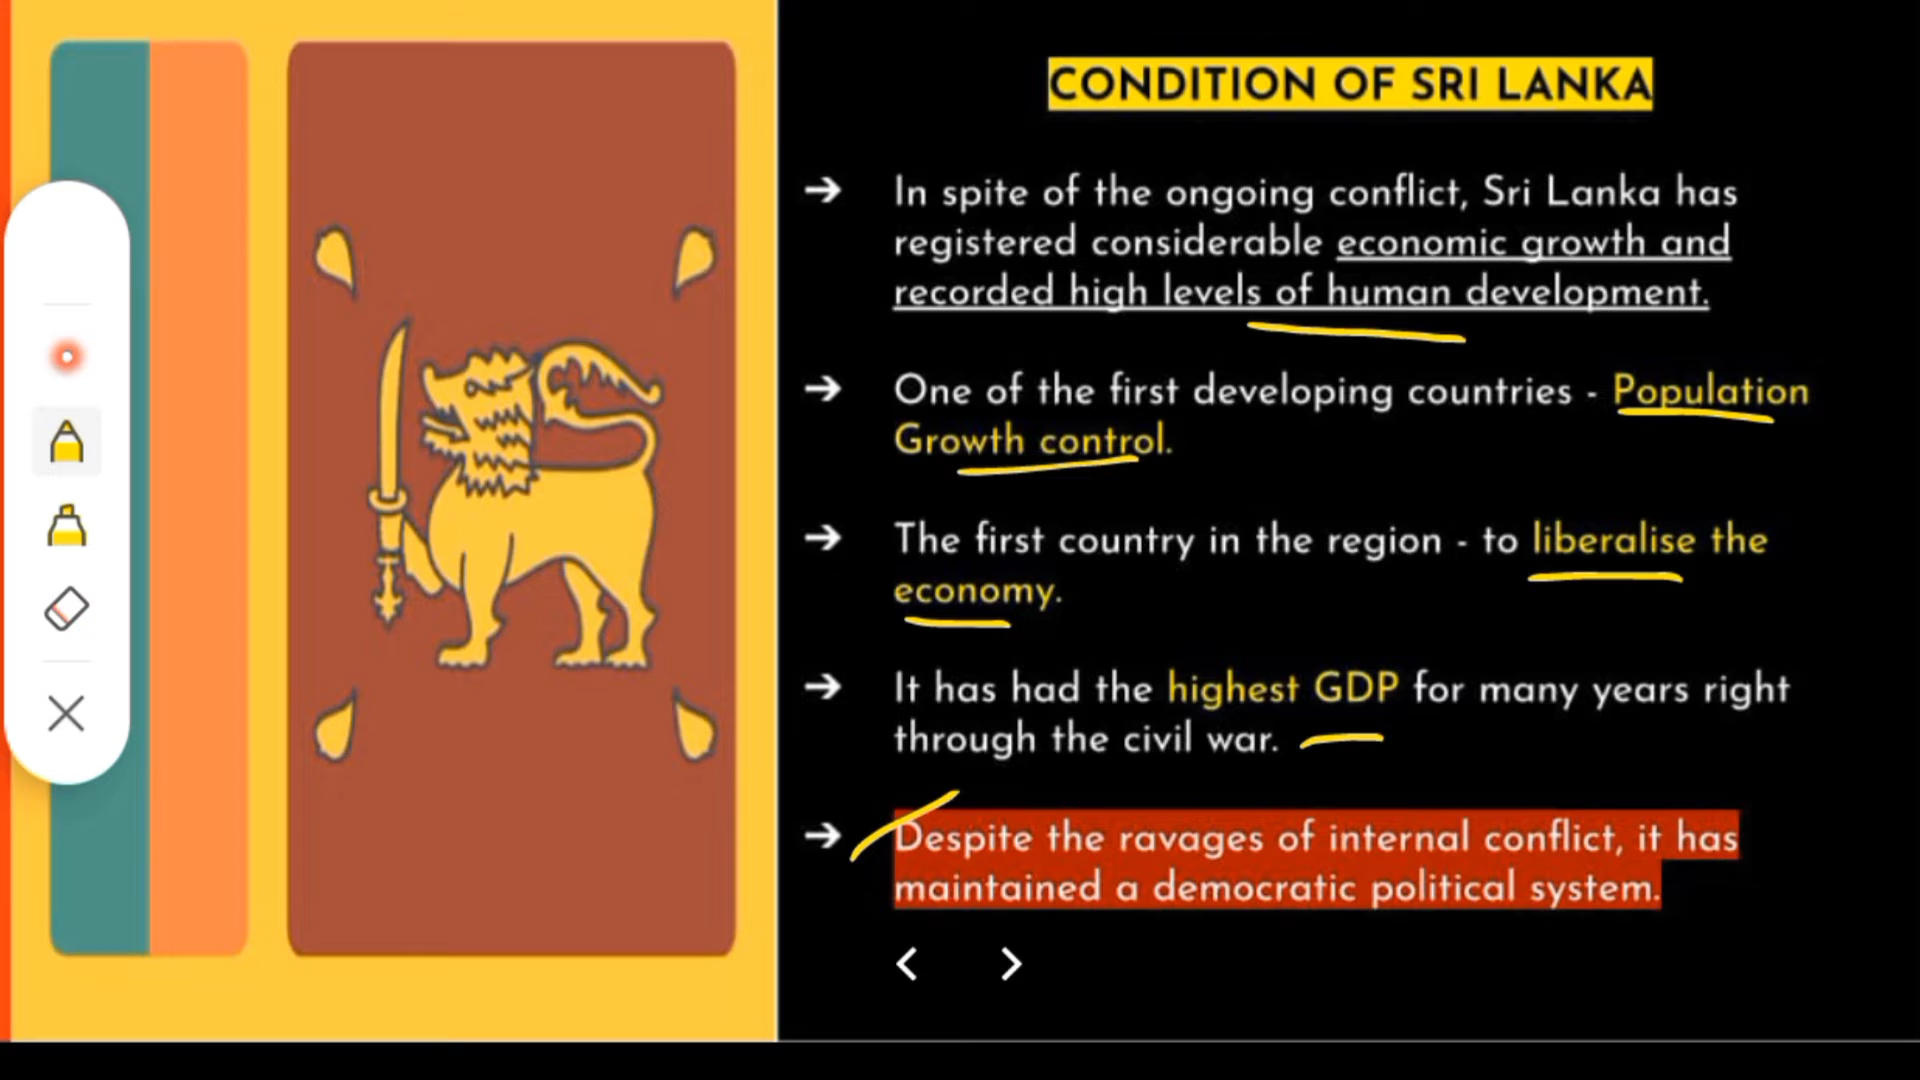 CONDITION OF SRI LANKA
➔ In spite of the ongoing conflict, Sri Lanka has
registered considerable economic growth and
recorded high levels of human development.
➔ One of the first developing countries - Population
Growth control.
➔ The first country in the region - to liberalise the
economy.
➔ It has had the highest GDP for many years right
through the civil war.
➔ Despite the ravages of internal conflict, it has
maintained a democratic political system.